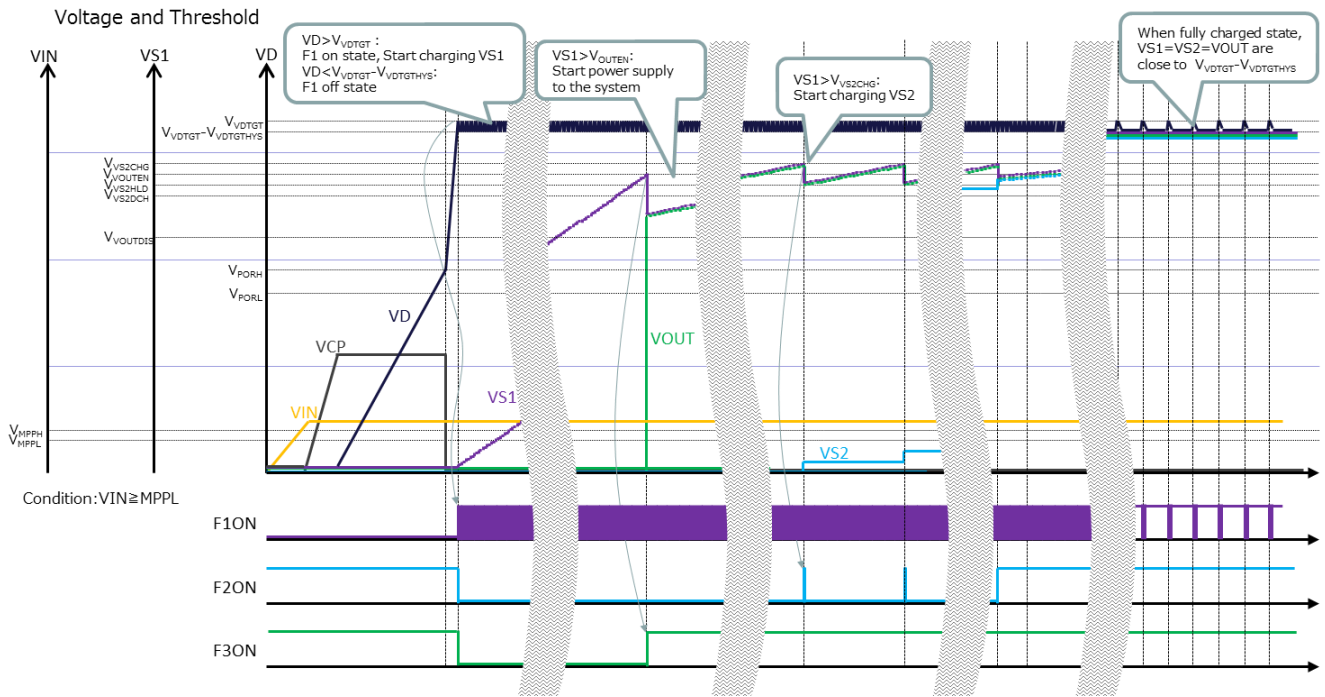 Voltage and Threshold
VIN
VS1
VD
VD>VVDTGT :
F1 on state, Start charging VS1
VD<VVDTGT-VVDTGTHYS:
F1 off state
VS1>VOUTEN:
Start power supply
to the system
VS1>VVS2CHG:
Start charging VS2
When fully charged state,
VS1=VS2=VOUT are
close to VVDTGT-VVDTGTHYS
VVDTGT
VVDTGT-VVDTGTHYS
VVS2CHG
VOUTEN
VVS2HLD
VVS2DCH
VVOUTDIS
VPORH
VPORL
VD
VCP
VOUT
VS1
VIN
VMPPH
VMPPL
VS2
Condition:VIN≧MPPL
F1ON
F2ON
F3ON